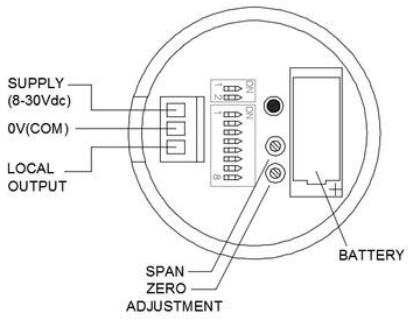 SUPPLY
(8-30Vdc)
0V(COM)
LOCAL
OUTPUT
ON
1
2
ON
1
8
+
BATTERY
SPAN
ZERO
ADJUSTMENT